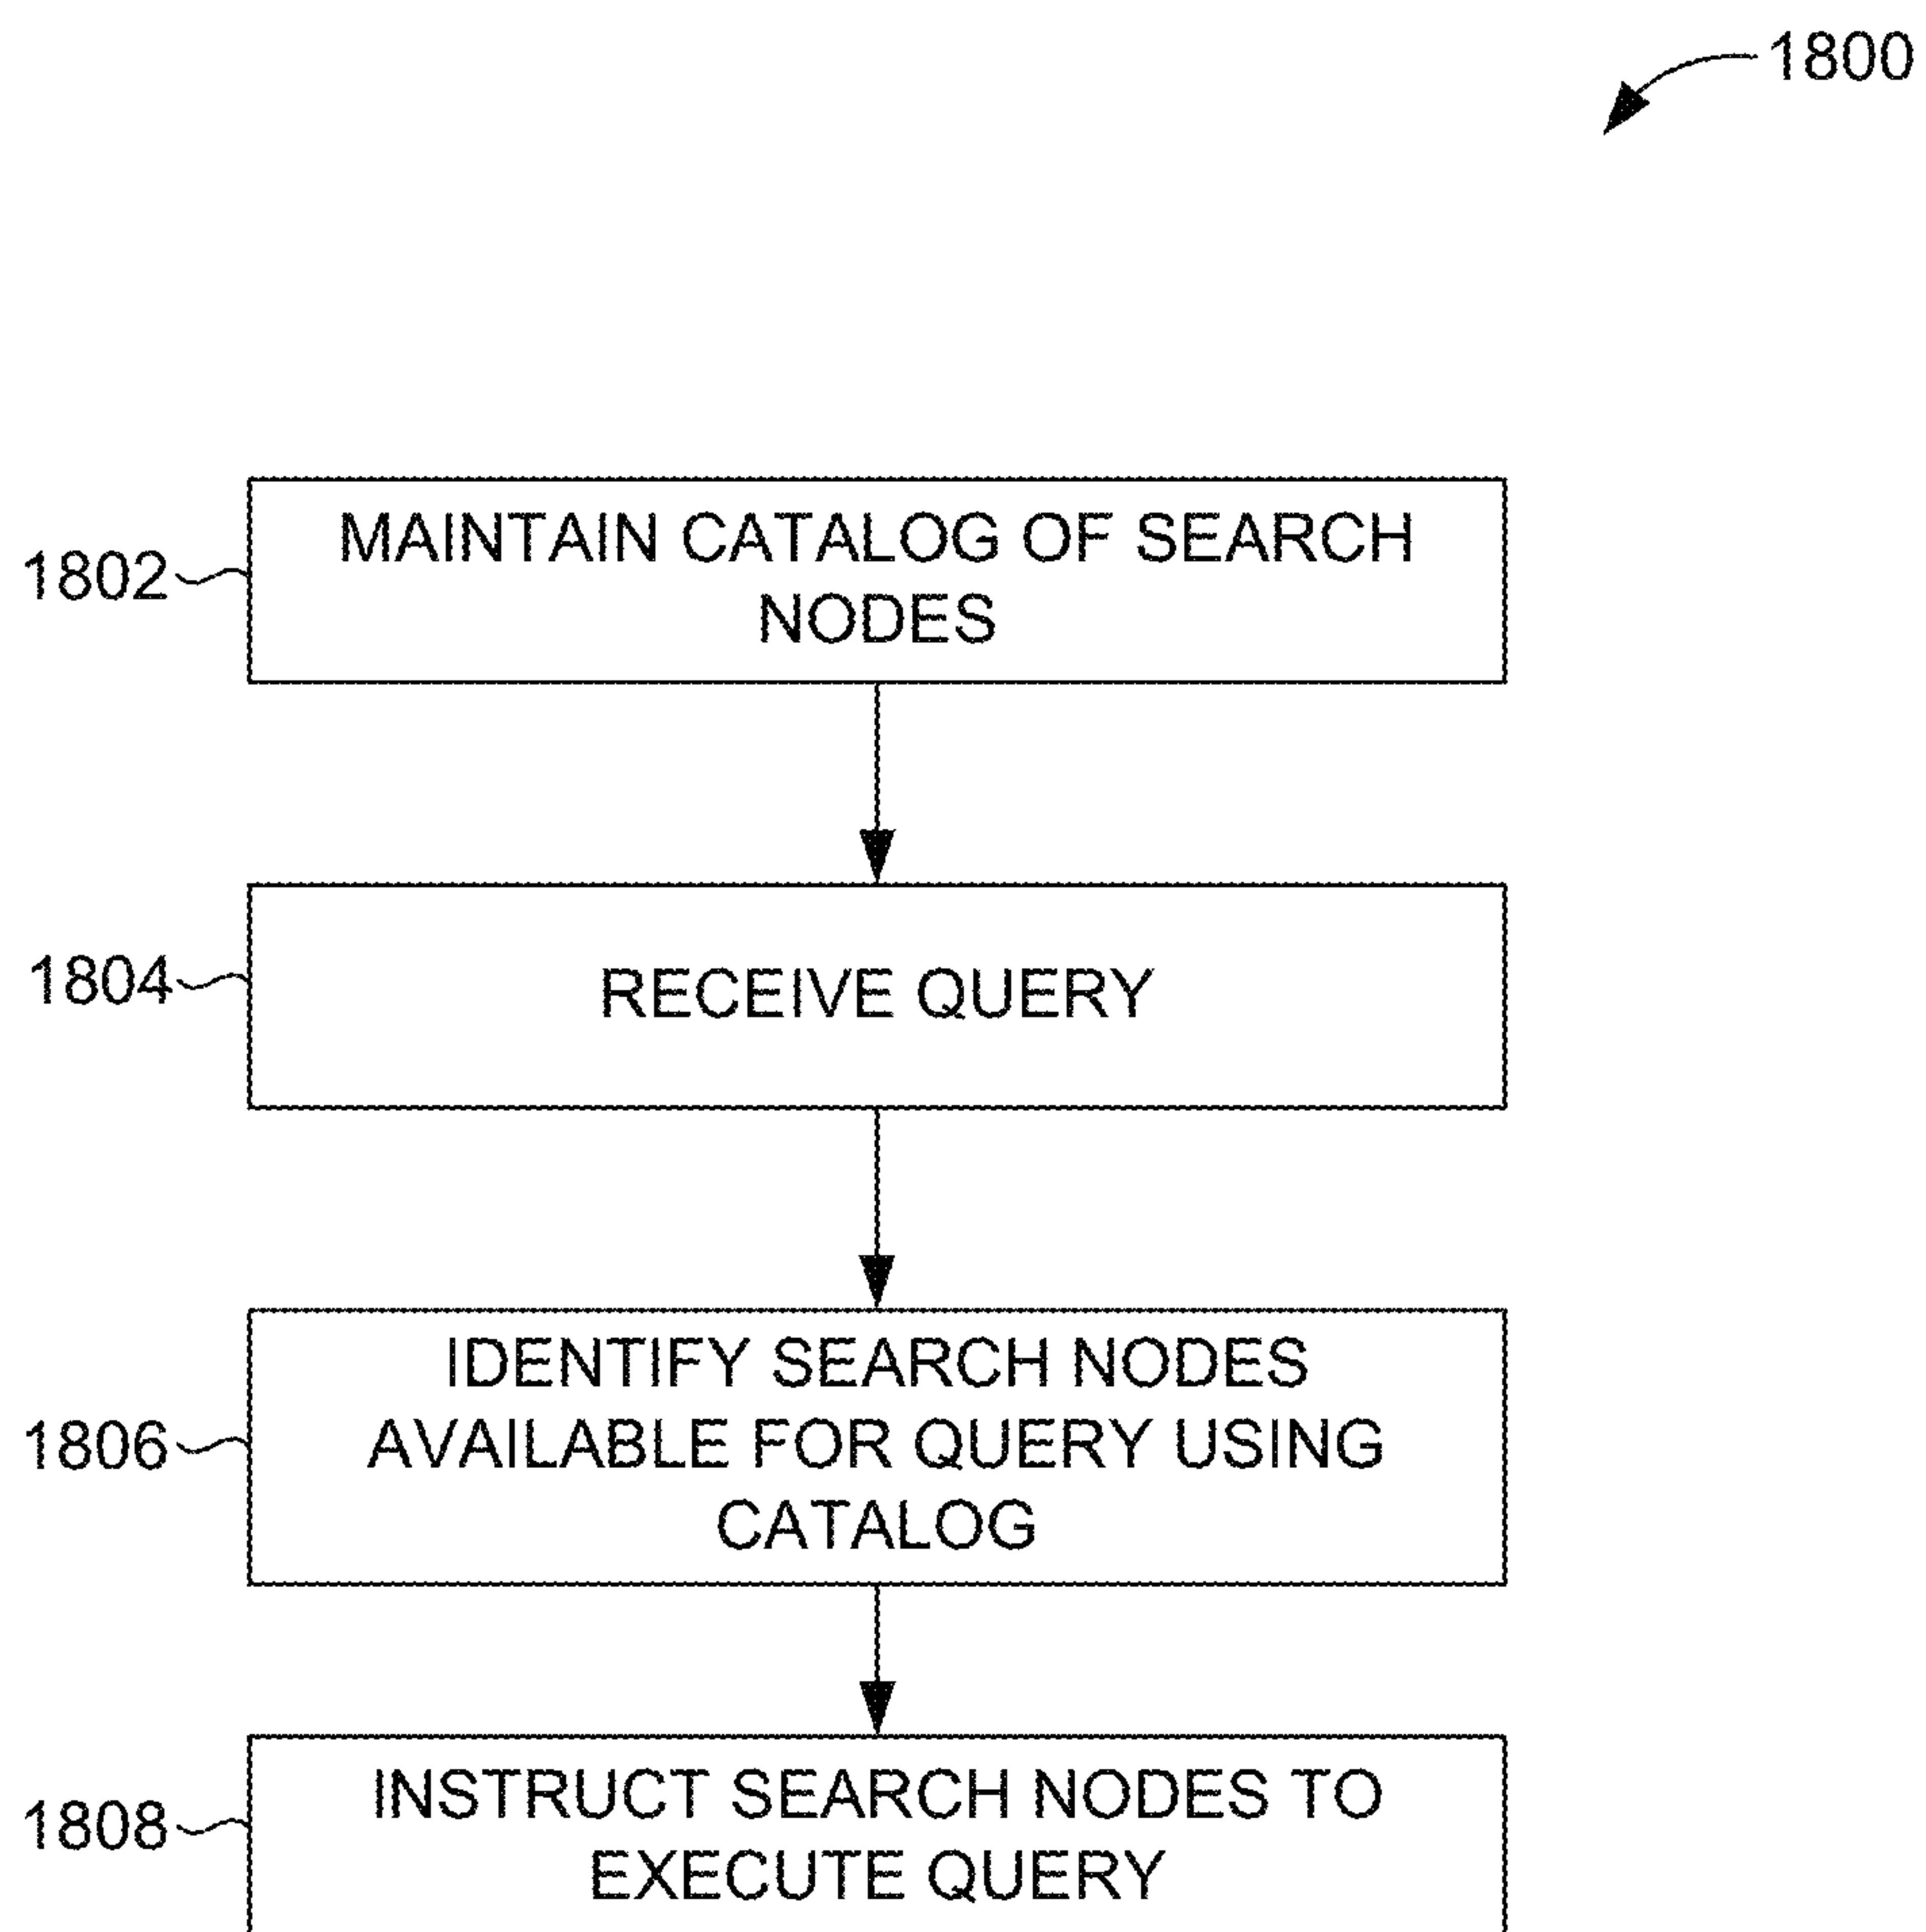 1800
MAINTAIN CATALOG OF SEARCH
NODES
1802
RECEIVE QUERY
1804
IDENTIFY SEARCH NODES
AVAILABLE FOR QUERY USING
CATALOG
1806
INSTRUCT SEARCH NODES TO
EXECUTE QUERY
1808